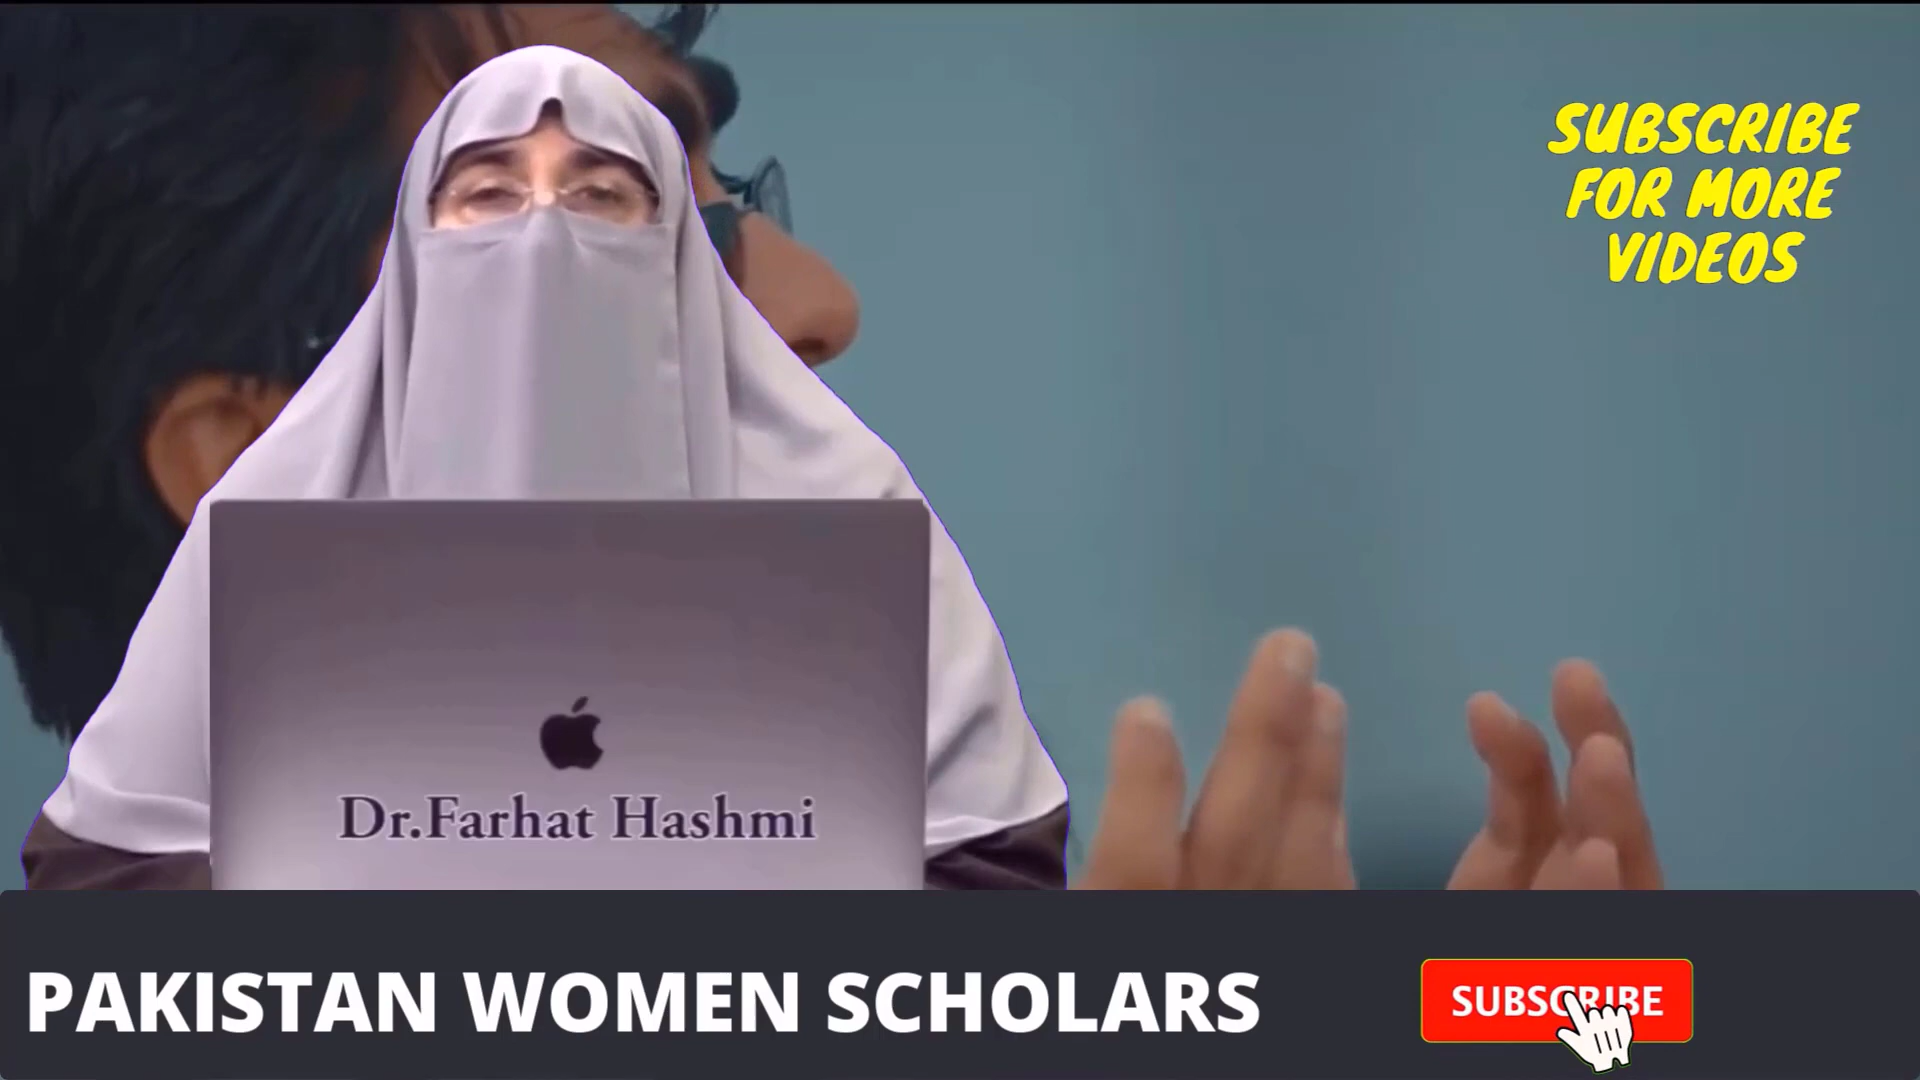 SUBSCRIBE
FOR MORE
VIDEOS
Dr.Farhat Hashmi
PAKISTAN WOMEN SCHOLARS
SUBSCRIBE